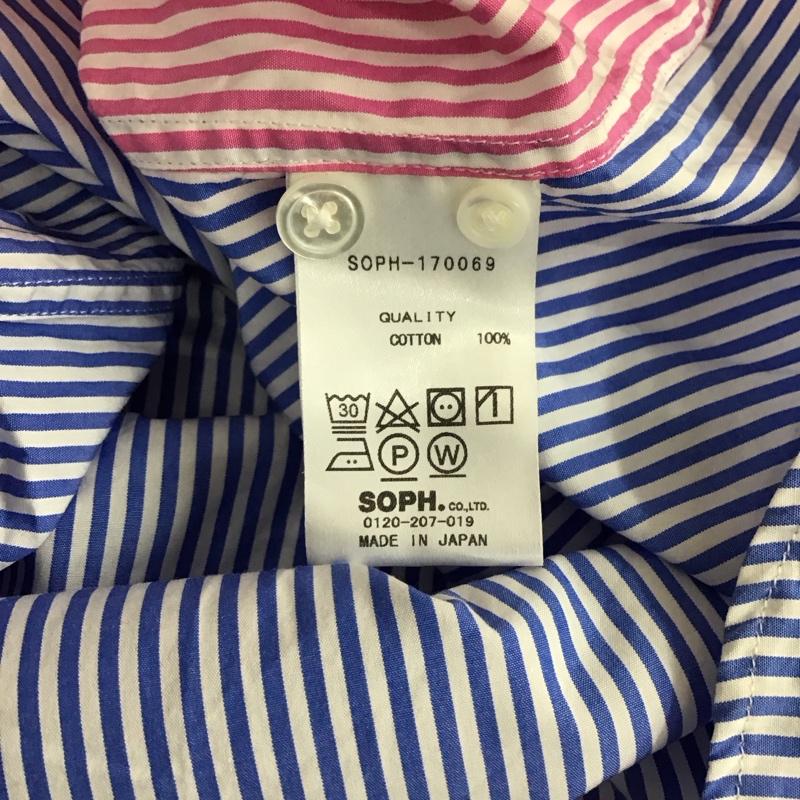 SOPH-170069
QUALITY
COTTON 100%
30
P W
SOPH. CO.,LTD.
0120-207-019
MADE IN JAPAN